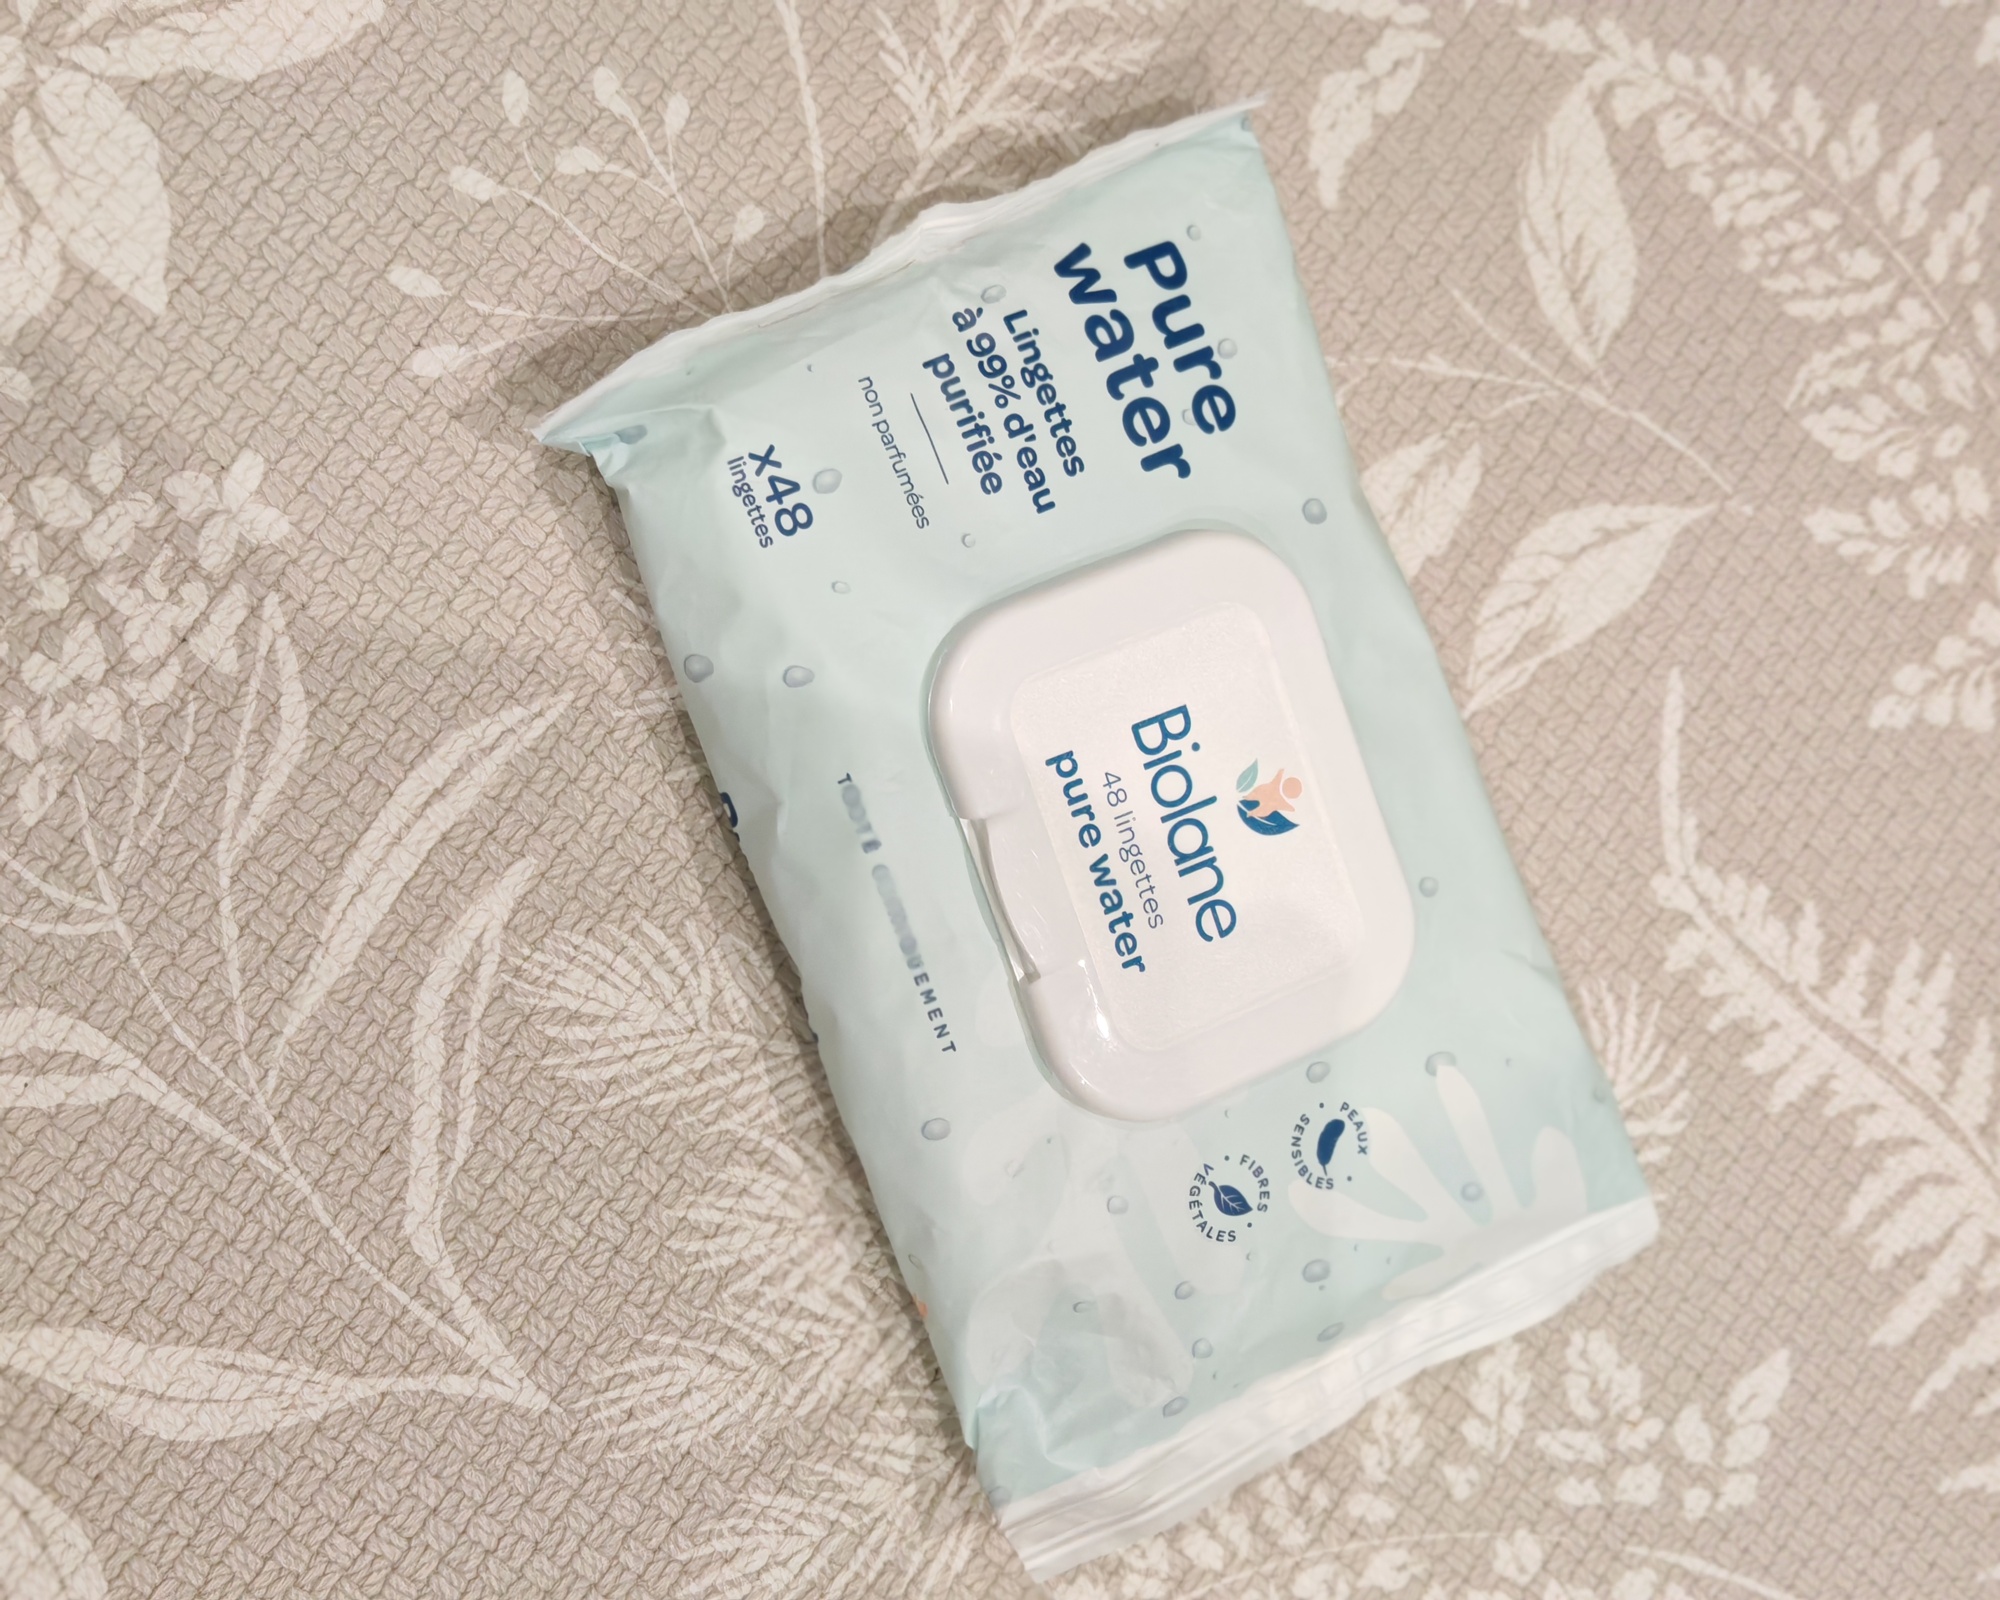 Pure
water
Lingettes
à 99% d'eau
purifiée
non parfumées
x48
lingettes
Biolane
48 lingettes
pure water
PEAUX
SENSIBLES
FIBRES
VÉGÉTALES